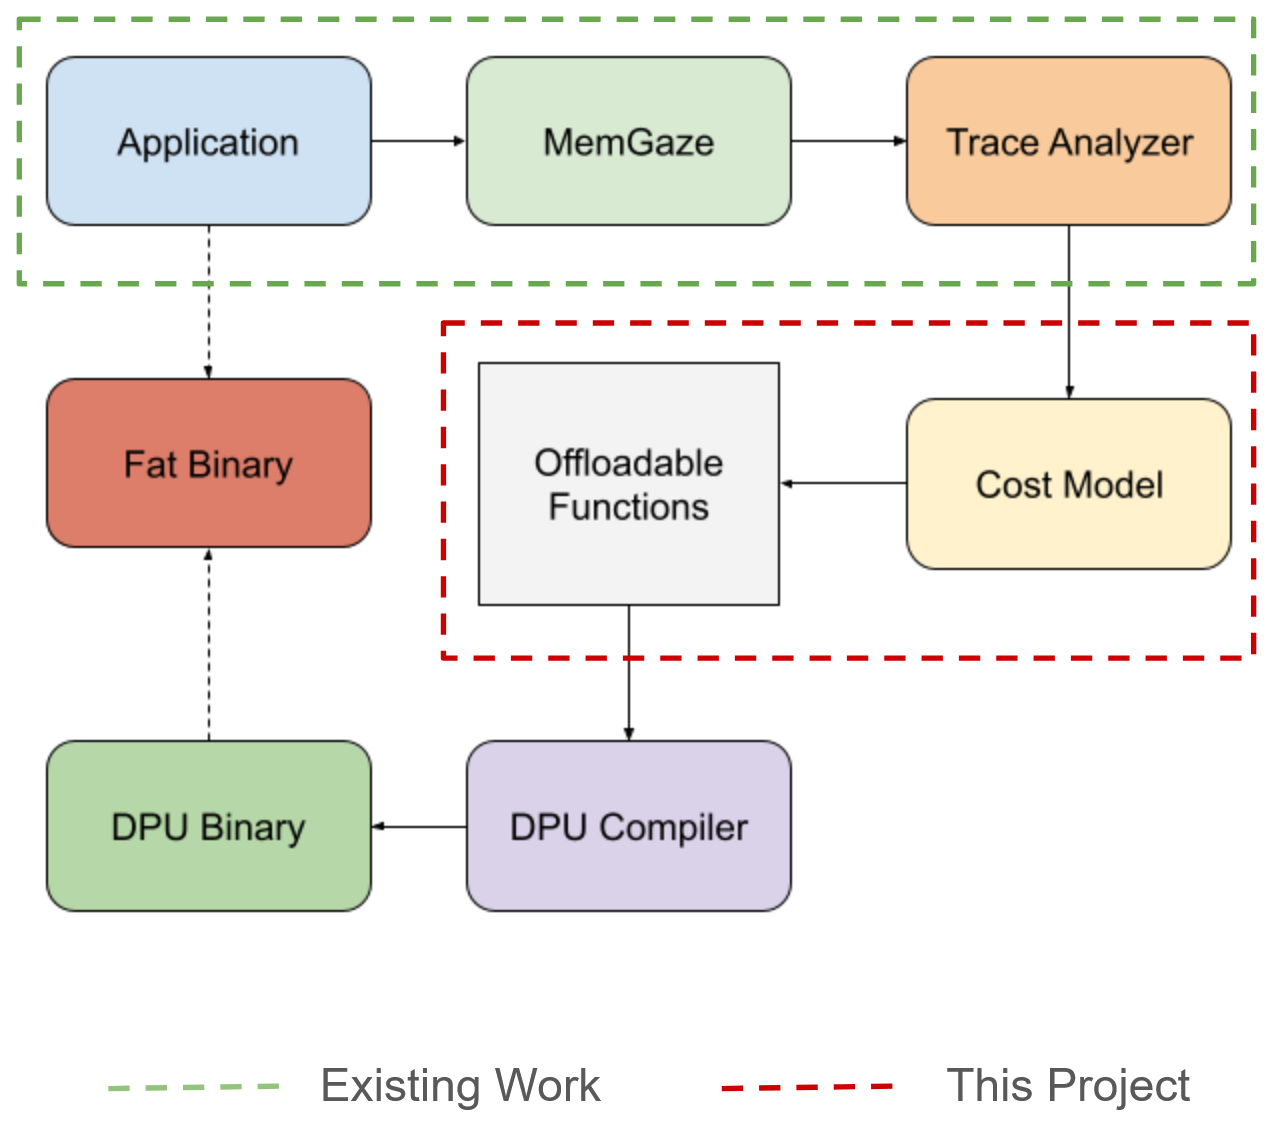 Application
MemGaze
Trace Analyzer
Fat Binary
Offloadable
Functions
Cost Model
DPU Binary
DPU Compiler
Existing Work
This Project